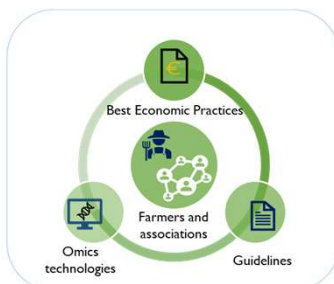 €
Best Economic Practices
Farmers and
associations
Omics
technologies
Guidelines